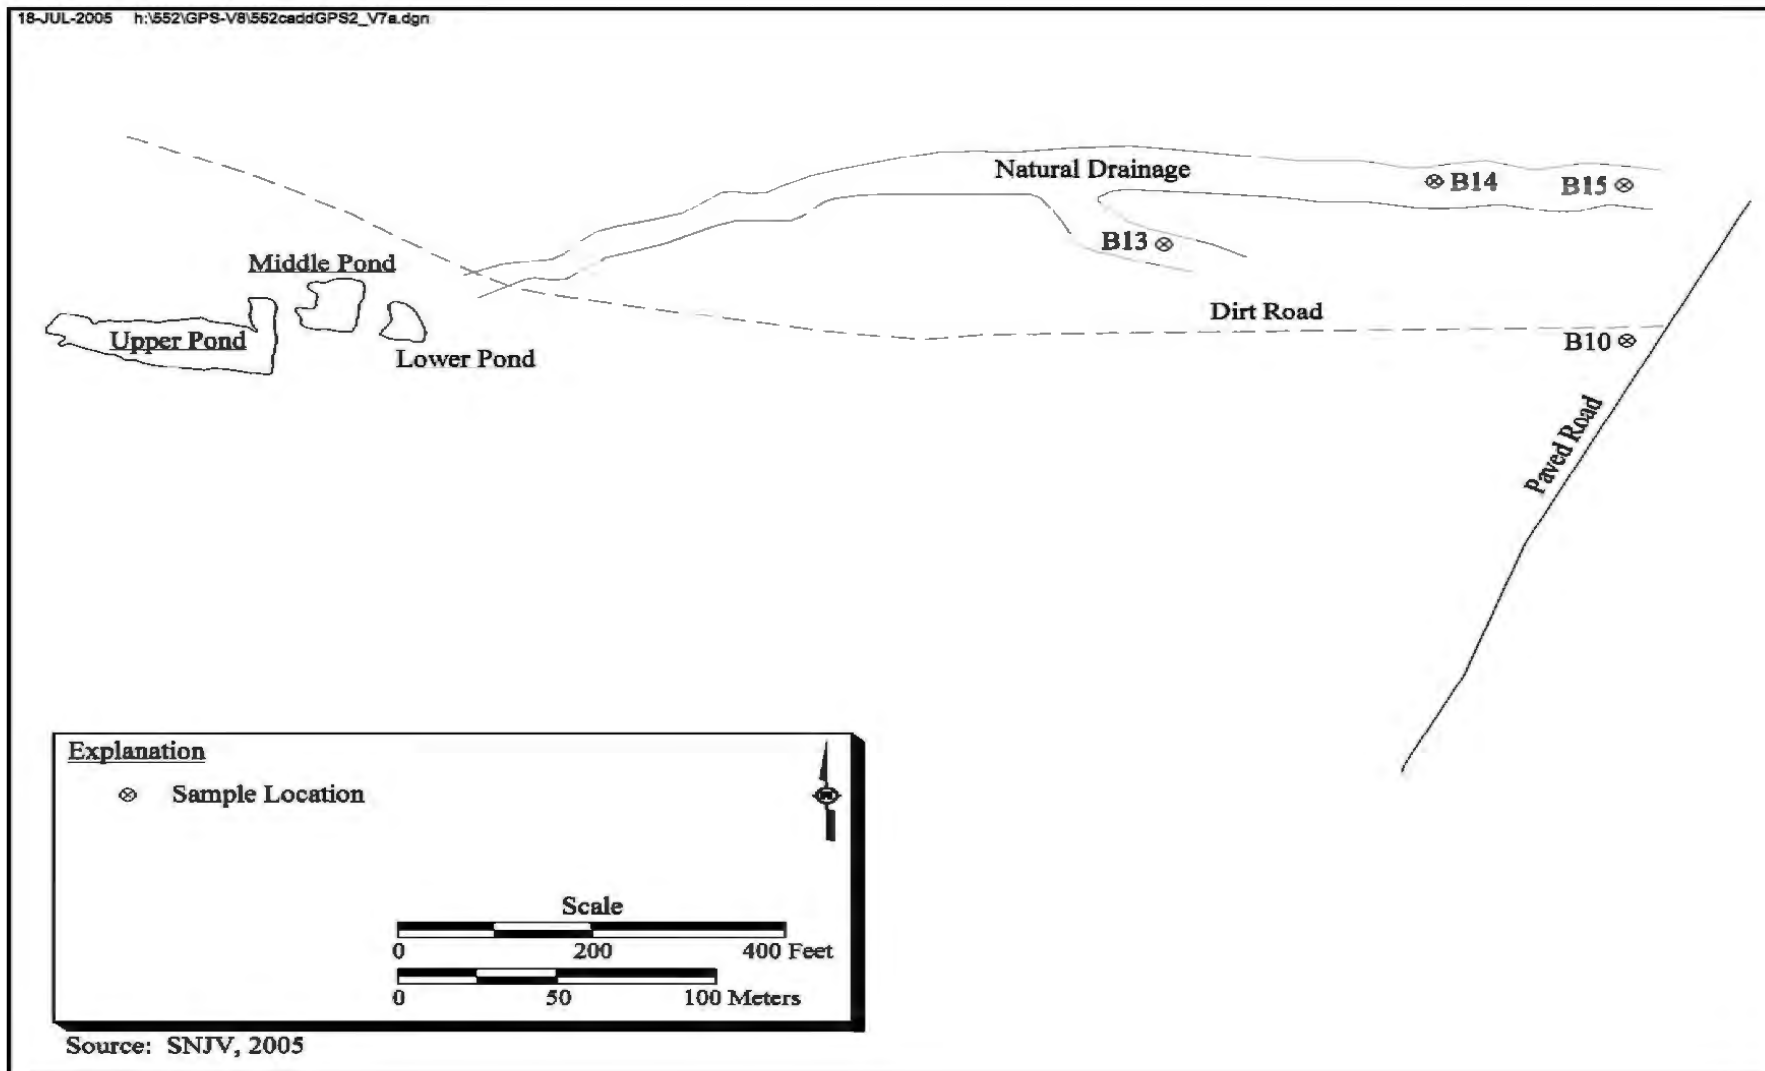 18-JUL-2005 h:\552\GPS-V8\552caddGPS2_V7a.dgn
Natural Drainage
B14
B15
B13
Middle Pond
Dirt Road
Upper Pond
Lower Pond
B10
Paved Road
Explanation
Sample Location
Scale
0 200 400 Feet
0 50 100 Meters
Source: SNJV, 2005